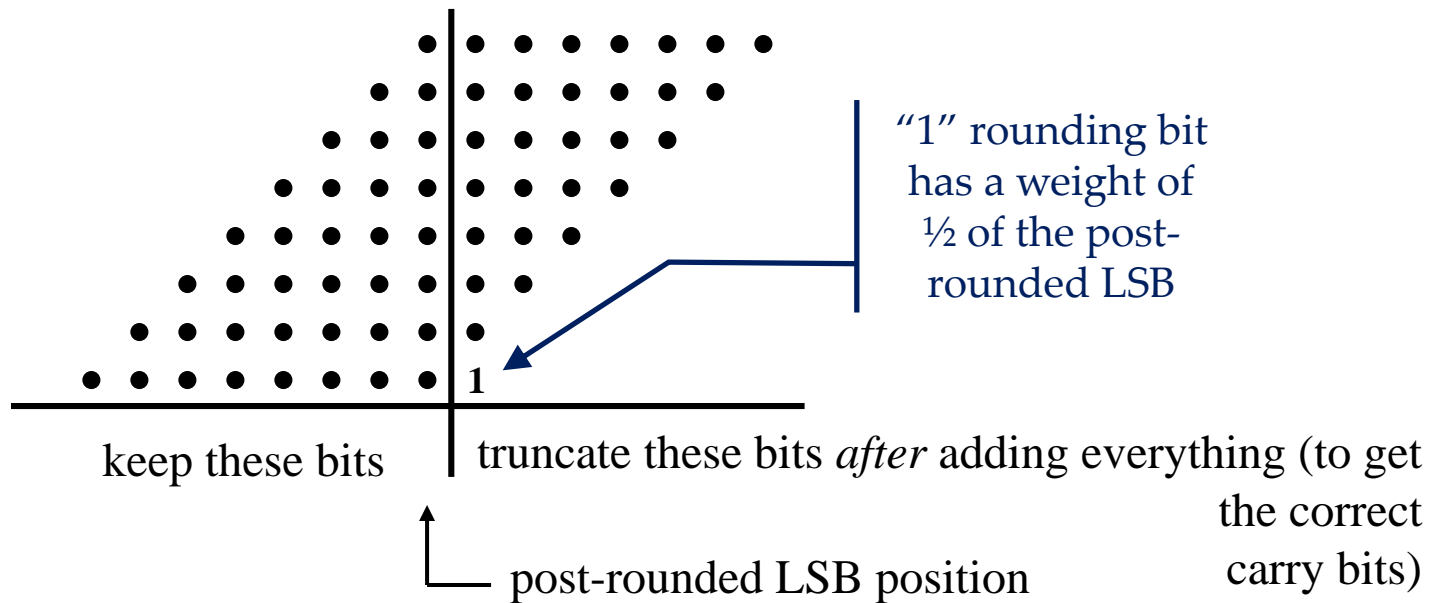 “1” rounding bit
has a weight of
½ of the post-
rounded LSB
1
keep these bits
truncate these bits after adding everything (to get
the correct
carry bits)
post-rounded LSB position